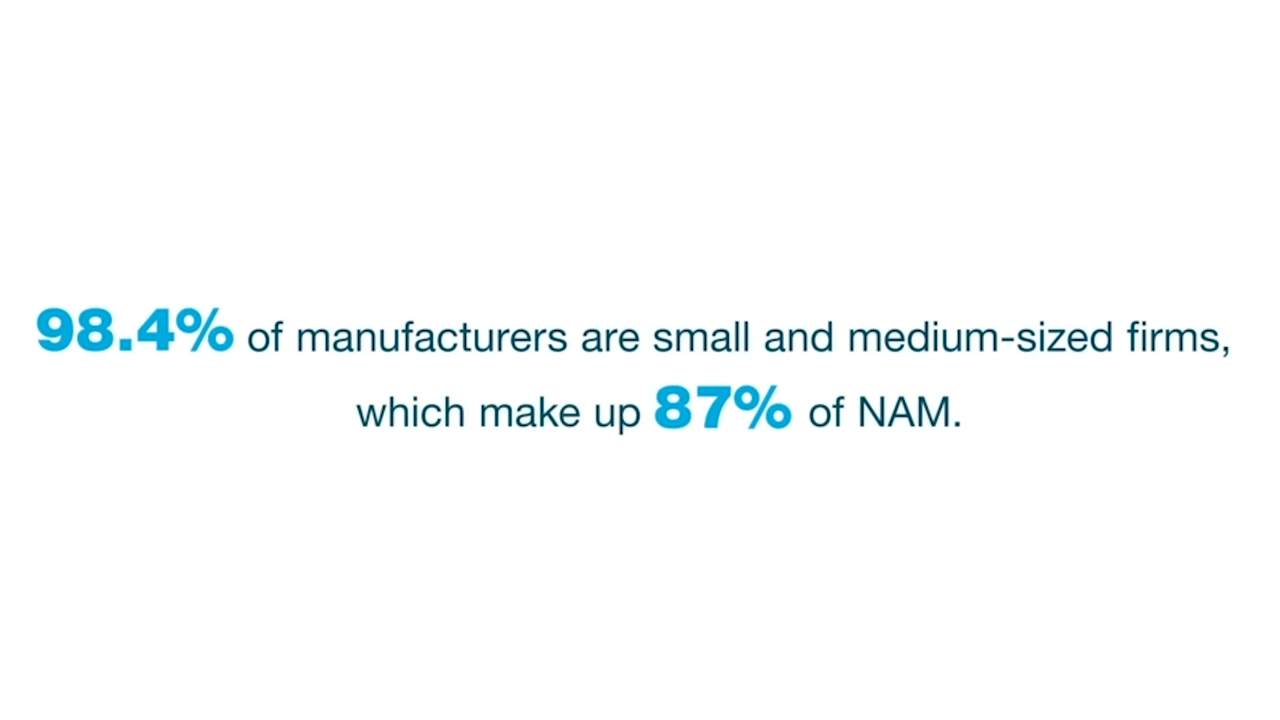 98.4% of manufacturers are small and medium-sized firms,
which make up 87% of NAM.